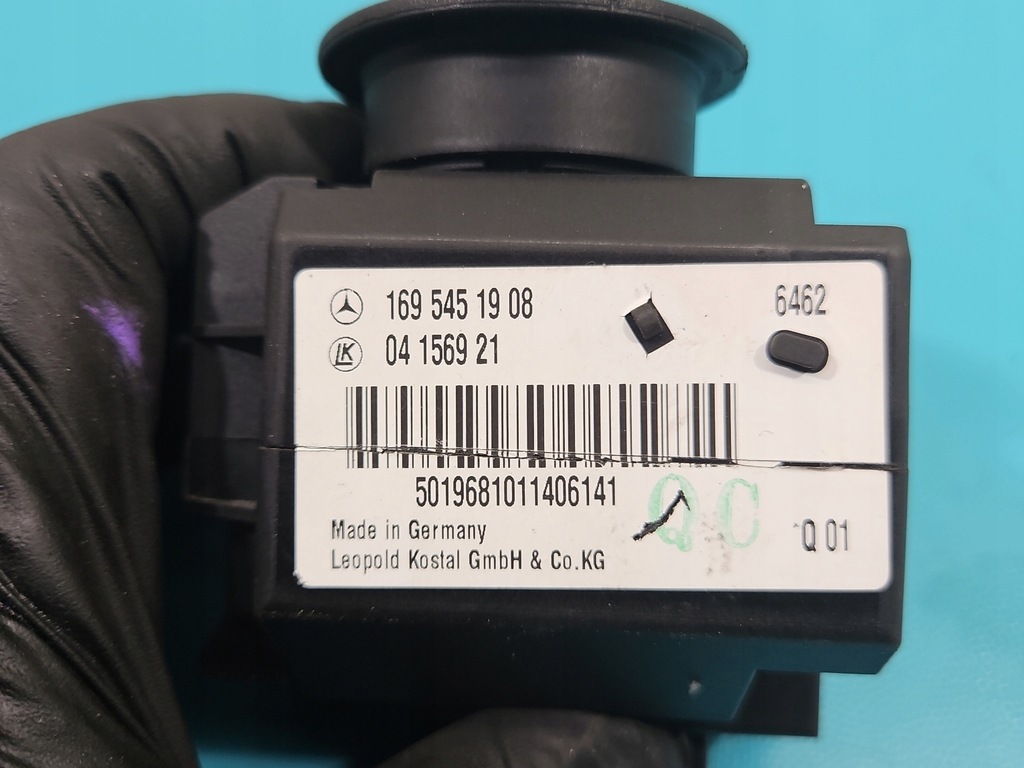 169 545 19 08
6462
LK
04 1569 21
5019681011406141
QC
Made in Germany
Q 01
Leopold Kostal GmbH & Co.KG